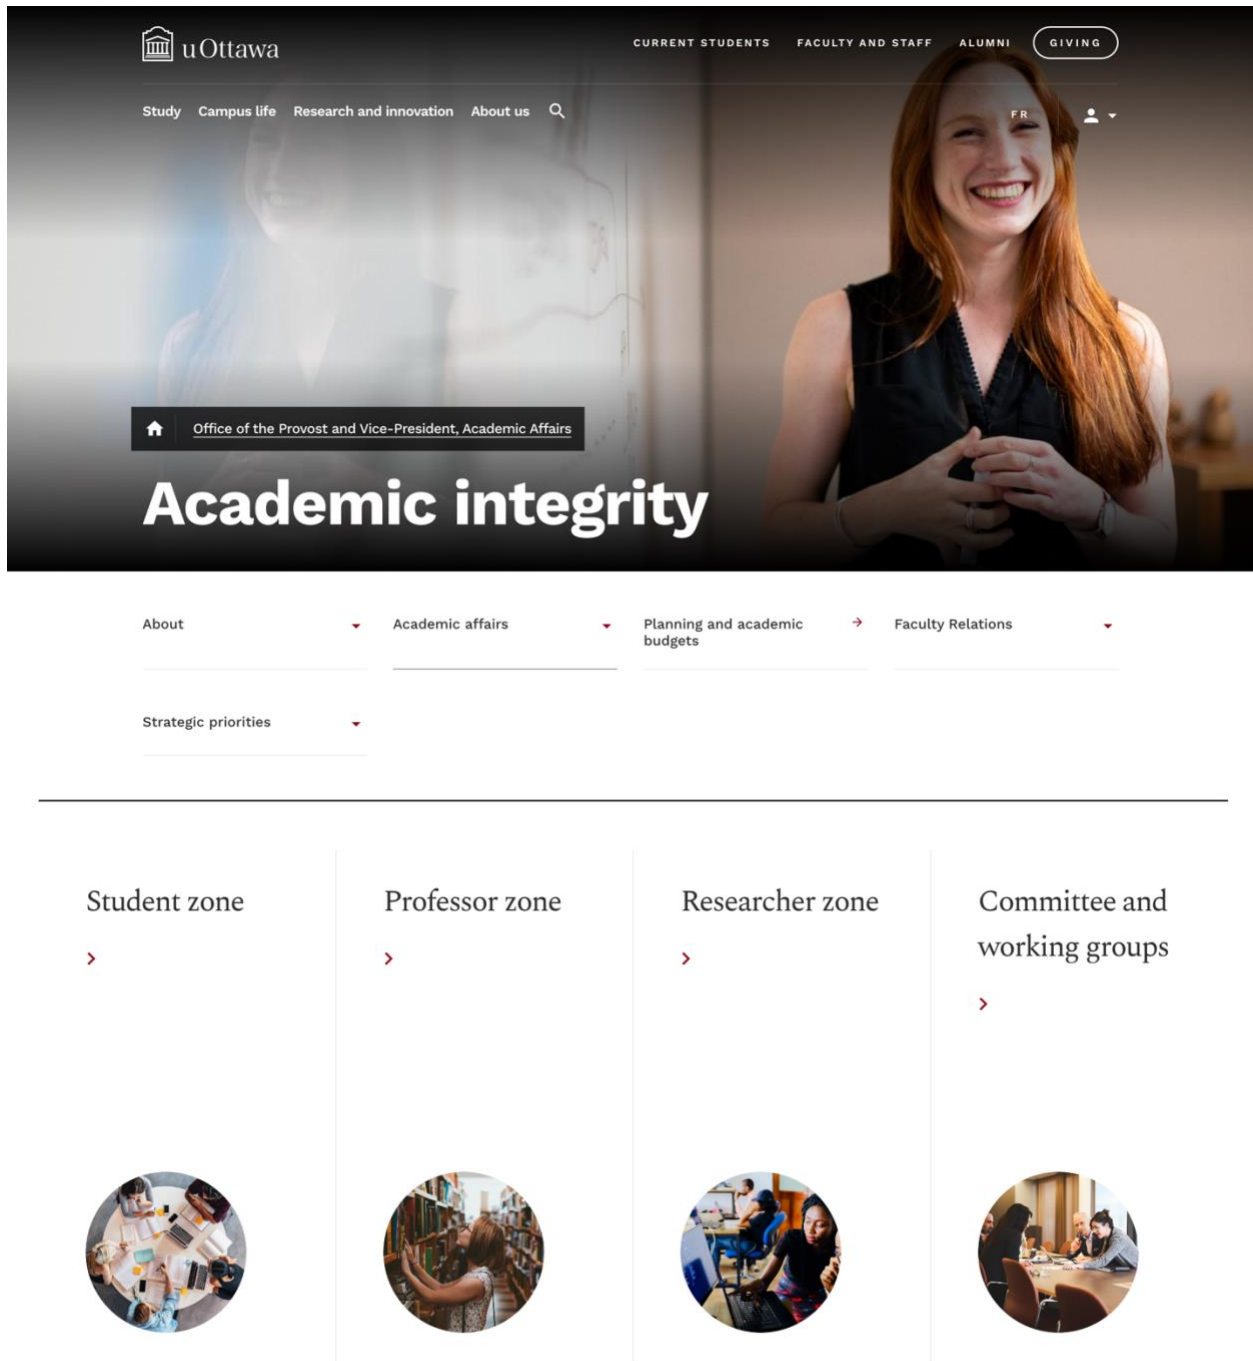 uOttawa
CURRENT STUDENTS FACULTY AND STAFF ALUMNI GIVING
Study Campus life Research and innovation About us
FR
Office of the Provost and Vice-President, Academic Affairs
Academic integrity
About
Academic affairs
Planning and academic
budgets
Faculty Relations
Strategic priorities
Student zone
Professor zone
Researcher zone
Committee and
working groups